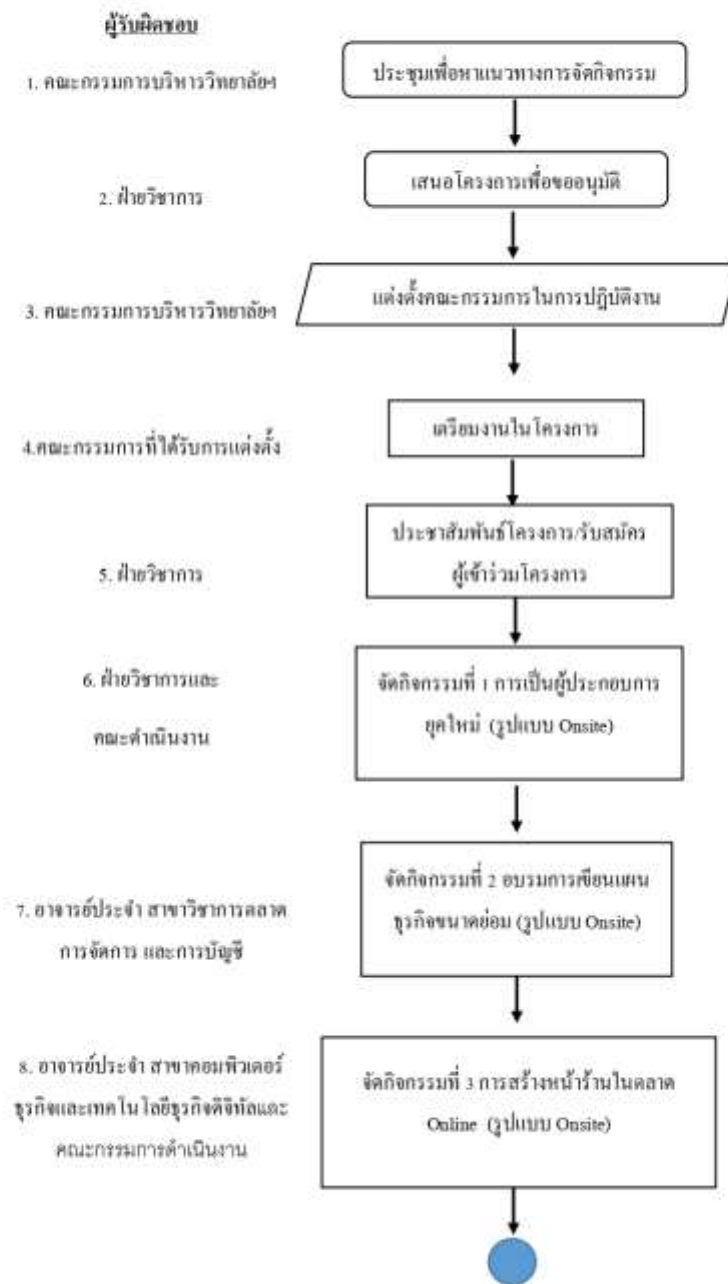 ผู้รับผิดชอบ
1. คณะกรรมการบริหารวิทยาลัยฯ
ประชุมเพื่อหาแนวทางการจัดกิจกรรม
2. ฝ่ายวิชาการ
เสนอโครงการเพื่อขออนุมัติ
3. คณะกรรมการบริหารวิทยาลัยฯ
แต่งตั้งคณะกรรมการในการปฏิบัติงาน
4.คณะกรรมการที่ได้รับการแต่งตั้ง
เตรียมงานในโครงการ
5. ฝ่ายวิชาการ
ประชาสัมพันธ์โครงการ/รับสมัคร
ผู้เข้าร่วมโครงการ
6. ฝ่ายวิชาการและ
คณะดำเนินงาน
จัดกิจกรรมที่ 1 การเป็นผู้ประกอบการ
ยุคใหม่ (รูปแบบ Onsite)
7. อาจารย์ประจำ สาขาวิชาการตลาด
การจัดการ และการบัญชี
จัดกิจกรรมที่ 2 อบรมการเขียนแผน
ธุรกิจขนาดย่อม (รูปแบบ Onsite)
8. อาจารย์ประจำ สาขาคอมพิวเตอร์
ธุรกิจและเทคโนโลยีธุรกิจดิจิทัลและ
คณะกรรมการดำเนินงาน
จัดกิจกรรมที่ 3 การสร้างหน้าร้านในตลาด
Online (รูปแบบ Onsite)